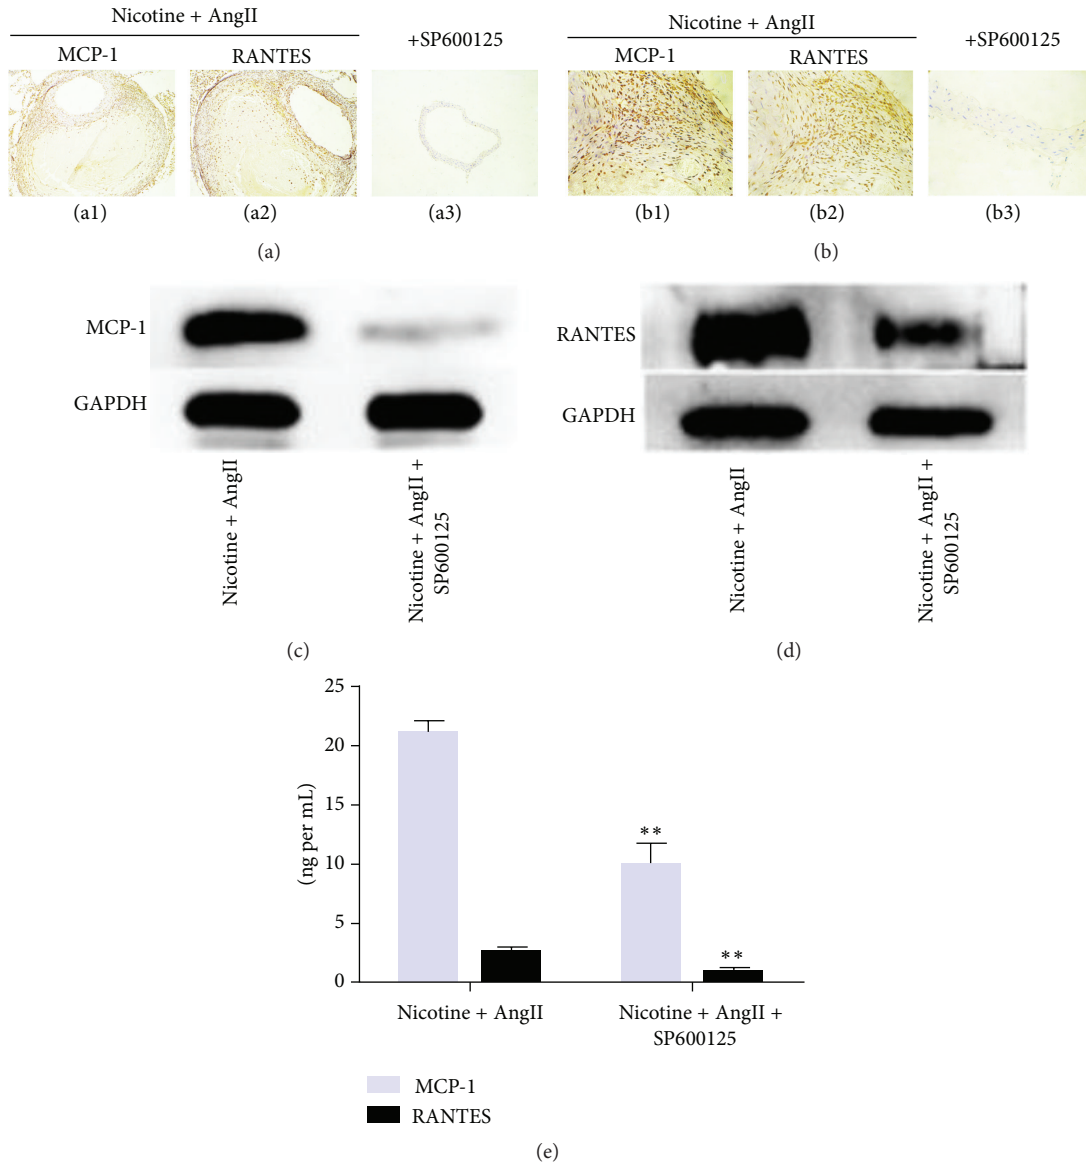 Nicotine + AngII
MCP-1
RANTES
+SP600125
(a1)
(a2)
(a3)
(a)
Nicotine + AngII
MCP-1
RANTES
+SP600125
(b1)
(b2)
(b3)
(b)
MCP-1
GAPDH
Nicotine + AngII
Nicotine + AngII +
SP600125
(c)
RANTES
GAPDH
Nicotine + AngII
Nicotine + AngII +
SP600125
(d)
25
20
15
10
5
0
(ng per mL)
**
**
Nicotine + AngII
Nicotine + AngII +
SP600125
MCP-1
RANTES
(e)